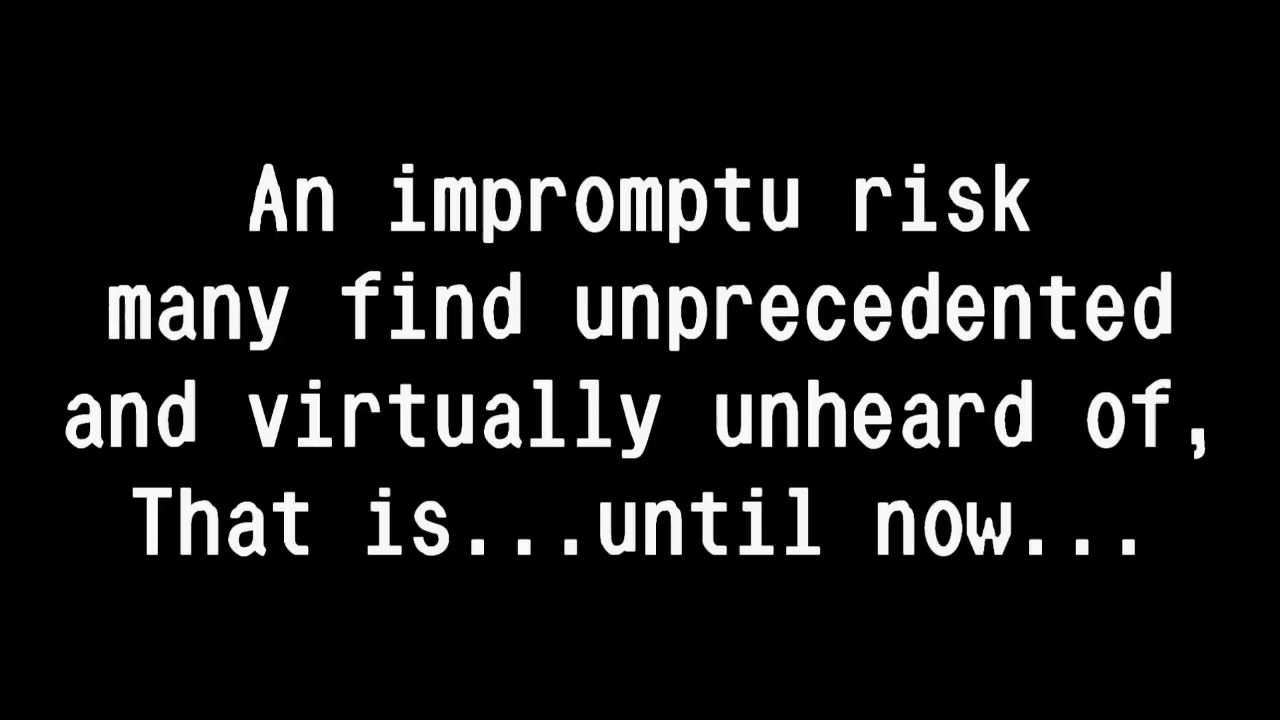 An impromptu risk
many find unprecedented
and virtually unheard of,
That is...until now...